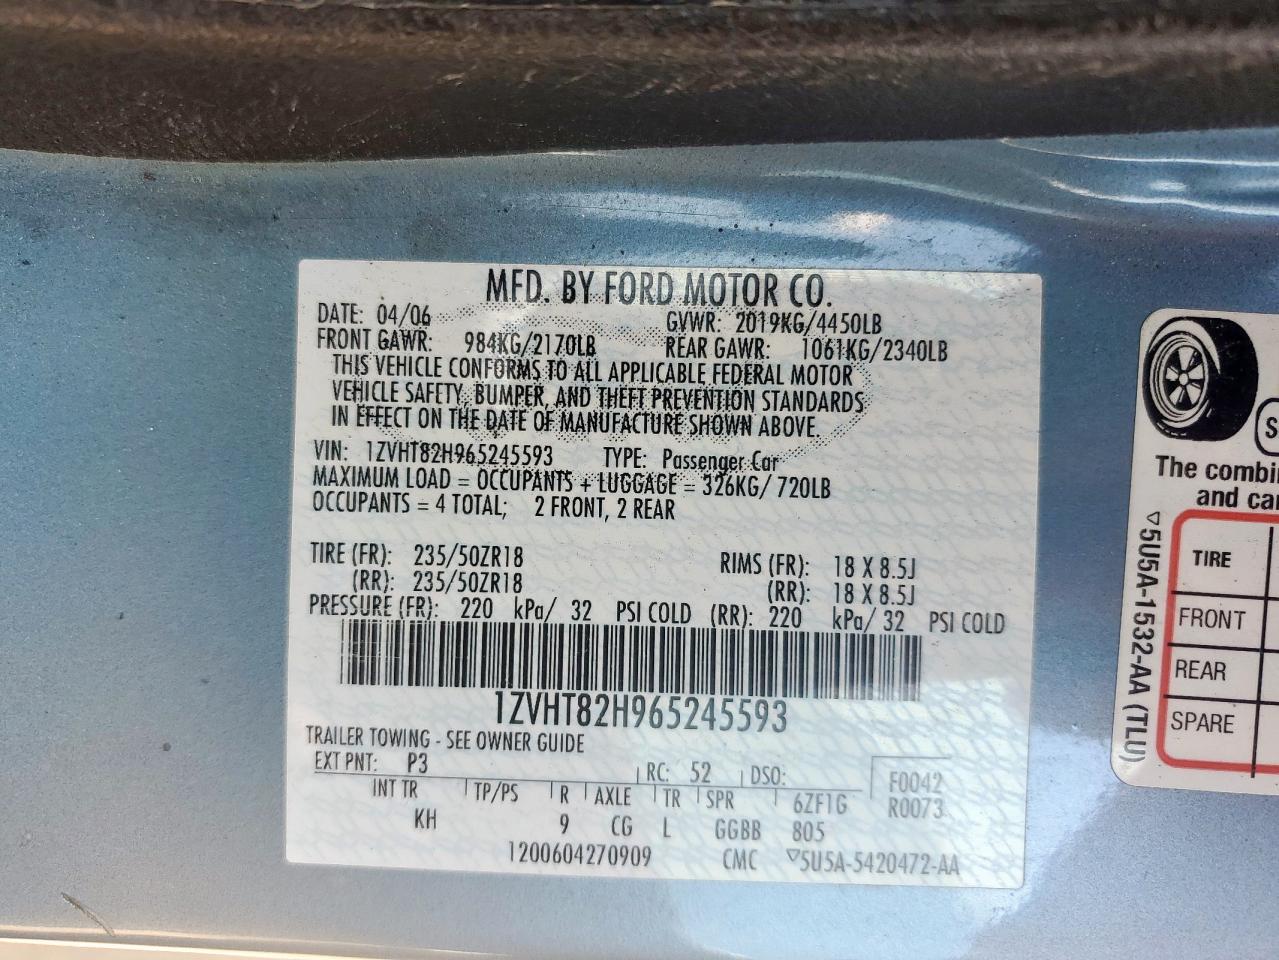 MFD. BY FORD MOTOR CO.
DATE: 04/06 GVWR: 2019KG/4450LB
FRONT GAWR: 984KG/2170LB REAR GAWR: 1061KG/2340LB
THIS VEHICLE CONFORMS TO ALL APPLICABLE FEDERAL MOTOR
VEHICLE SAFETY, BUMPER, AND THEFT PREVENTION STANDARDS
IN EFFECT ON THE DATE OF MANUFACTURE SHOWN ABOVE.
VIN: 1ZVHT82H965245593 TYPE: Passenger Car
MAXIMUM LOAD = OCCUPANTS + LUGGAGE = 326KG/ 720LB
OCCUPANTS = 4 TOTAL; 2 FRONT, 2 REAR
TIRE (FR): 235/50ZR18 RIMS (FR): 18 X 8.5J
(RR): 235/50ZR18 (RR): 18 X 8.5J
PRESSURE (FR): 220 kPa/ 32 PSI COLD (RR): 220 kPa/ 32 PSI COLD
1ZVHT82H965245593
TRAILER TOWING - SEE OWNER GUIDE
EXT PNT: P3 RC: 52 DSO: F0042
INT TR TP/PS R AXLE TR SPR 6ZF1G R0073
KH 9 CG L GGBB 805
1200604270909 CMC ▽5U5A-5420472-AA
S
The combin
and car
TIRE
FRONT
REAR
SPARE
▽5U5A-1532-AA (TLU)